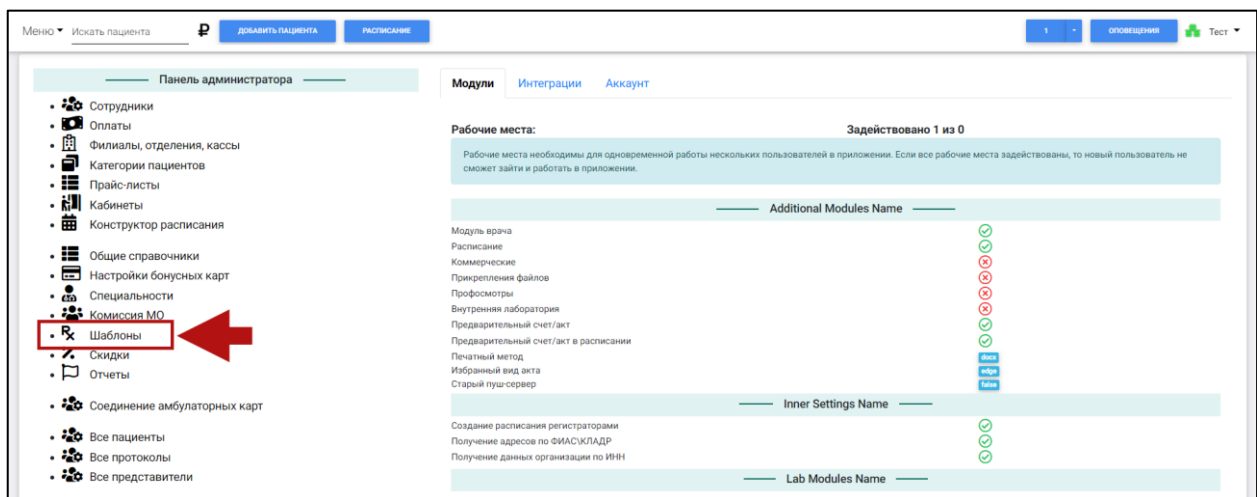 Меню Искать пациента ₽ ДОБАВИТЬ ПАЦИЕНТА РАСПИСАНИЕ 1 ОПОВЕЩЕНИЯ Тест
Панель администратора
Сотрудники
Оплаты
Филиалы, отделения, кассы
Категории пациентов
Прайс-листы
Кабинеты
Конструктор расписания
Общие справочники
Настройки бонусных карт
Специальности
Комиссия МО
Шаблоны
Скидки
Отчеты
Соединение амбулаторных карт
Все пациенты
Все протоколы
Все представители
Модули Интеграции Аккаунт
Рабочие места: Задействовано 1 из 0
Рабочие места необходимы для одновременной работы нескольких пользователей в приложении. Если все рабочие места задействованы, то новый пользователь не
сможет зайти и работать в приложении.
Additional Modules Name
Модуль врача
Расписание
Коммерческие
Прикрепления файлов
Профосмотры
Внутренняя лаборатория
Предварительный счет/акт
Предварительный счет/акт в расписании
Печатный метод docx
Избранный вид акта edge
Старый пуш-сервер false
Inner Settings Name
Создание расписания регистраторами
Получение адресов по ФИАС\КЛАДР
Получение данных организации по ИНН
Lab Modules Name